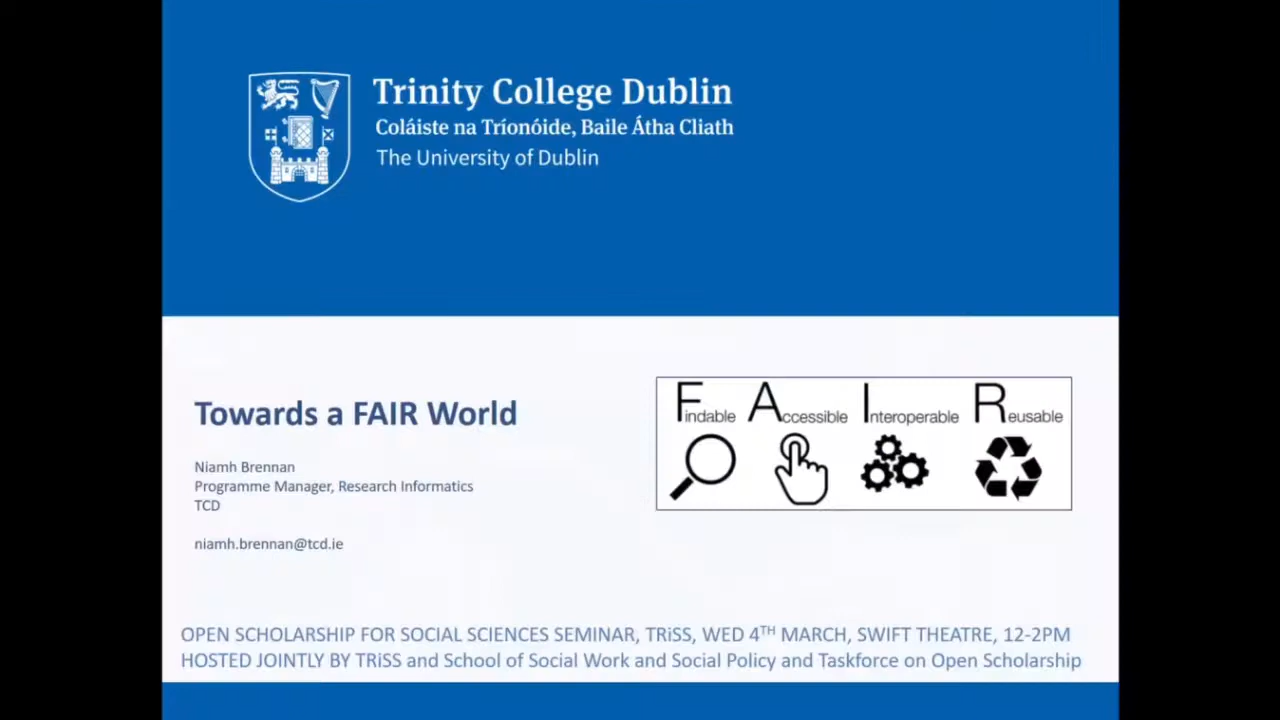 Trinity College Dublin
Coláiste na Tríonóide, Baile Átha Cliath
The University of Dublin
Towards a FAIR World
Niamh Brennan
Programme Manager, Research Informatics
TCD
niamh.brennan@tcd.ie
Findable Accessible Interoperable Reusable
OPEN SCHOLARSHIP FOR SOCIAL SCIENCES SEMINAR, TRiSS, WED 4TH MARCH, SWIFT THEATRE, 12-2PM
HOSTED JOINTLY BY TRiSS and School of Social Work and Social Policy and Taskforce on Open Scholarship